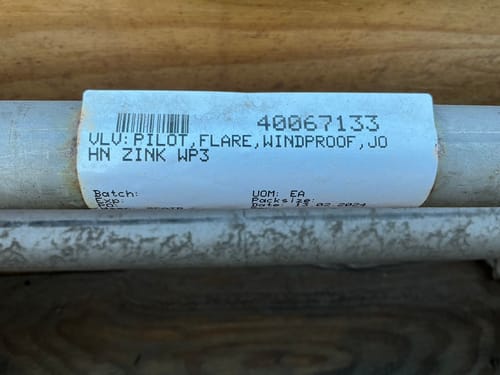 40067133
VLV:PILOT,FLARE,WINDPROOF,JO
HN ZINK WP3
Batch:
UOM: EA
Exp:
Packsize:
Date: 13.02.2024